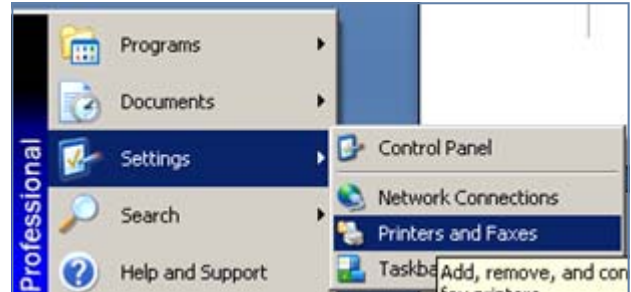 Professional
Programs
Documents
Settings
Search
Help and Support
Control Panel
Network Connections
Printers and Faxes
Add, remove, and con